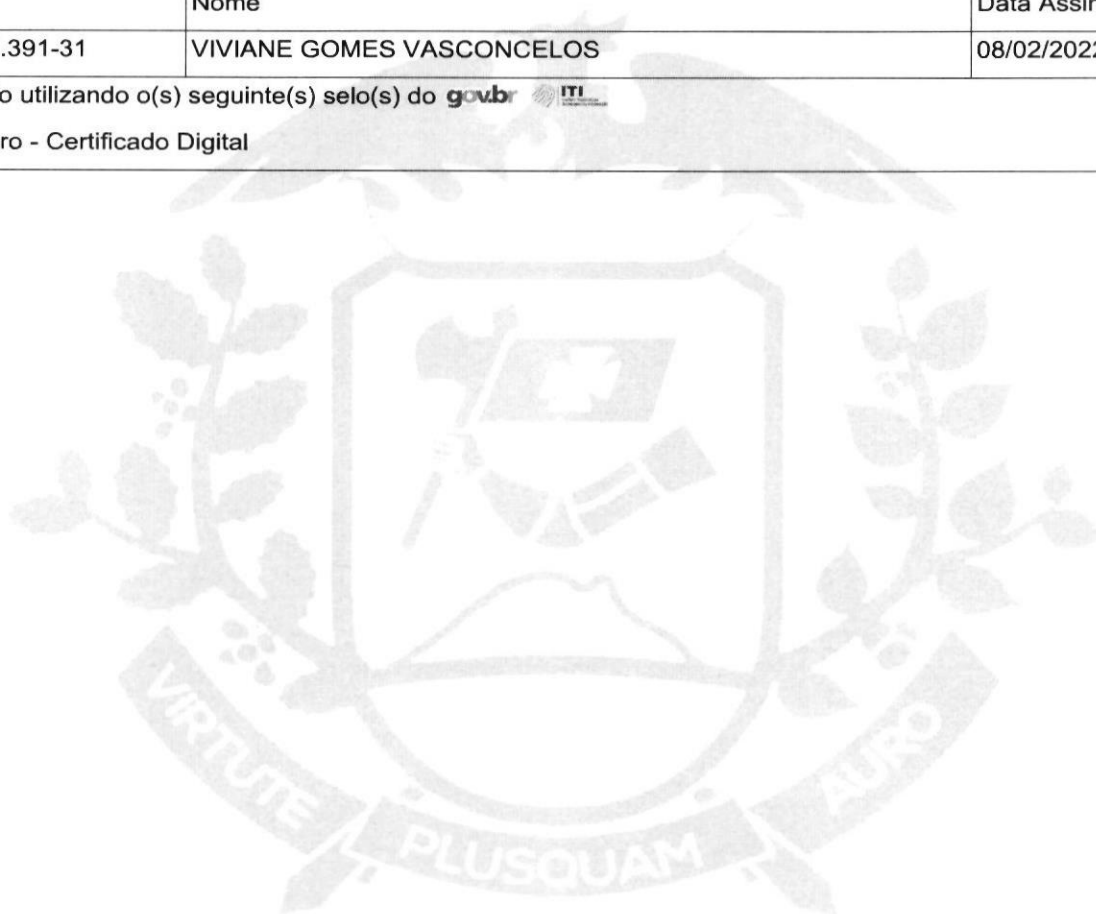 Nome Data Assin
.391-31 VIVIANE GOMES VASCONCELOS 08/02/2022
o utilizando o(s) seguinte(s) selo(s) do gov.br ITI
ro - Certificado Digital
VIRTUTE PLUSQUAM AURO